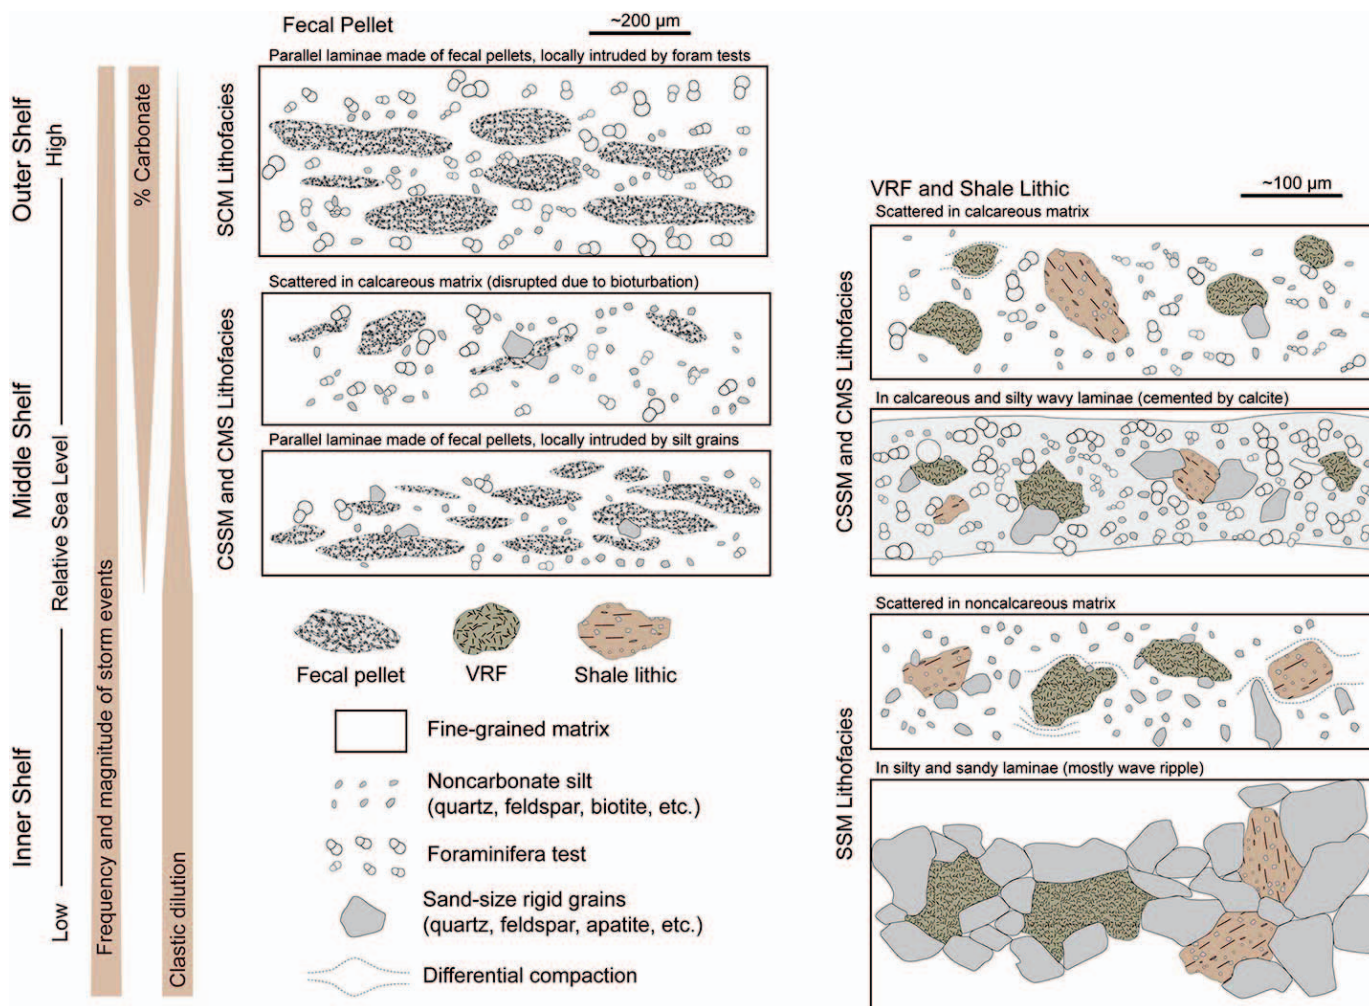 Outer Shelf
Middle Shelf
Inner Shelf
High
Relative Sea Level
Low
Frequency and magnitude of storm events
% Carbonate
Clastic dilution
Fecal Pellet
~200 µm
SCM Lithofacies
Parallel laminae made of fecal pellets, locally intruded by foram tests
CSSM and CMS Lithofacies
Scattered in calcareous matrix (disrupted due to bioturbation)
Parallel laminae made of fecal pellets, locally intruded by silt grains
Fecal pellet
VRF
Shale lithic
Fine-grained matrix
Noncarbonate silt
(quartz, feldspar, biotite, etc.)
Foraminifera test
Sand-size rigid grains
(quartz, feldspar, apatite, etc.)
Differential compaction
VRF and Shale Lithic
~100 µm
CSSM and CMS Lithofacies
Scattered in calcareous matrix
In calcareous and silty wavy laminae (cemented by calcite)
SSM Lithofacies
Scattered in noncalcareous matrix
In silty and sandy laminae (mostly wave ripple)